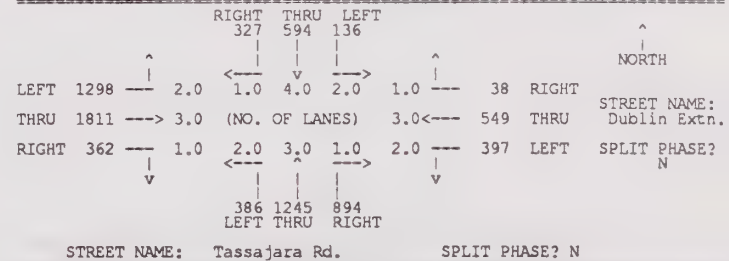 RIGHT THRU LEFT
327 594 136
| | | ^
| | | |
^ <--- v ---> ^ NORTH
LEFT 1298 --- 2.0 1.0 4.0 2.0 1.0 --- 38 RIGHT
STREET NAME:
THRU 1811 ---> 3.0 (NO. OF LANES) 3.0<--- 549 THRU Dublin Extn.
RIGHT 362 --- 1.0 2.0 3.0 1.0 2.0 --- 397 LEFT SPLIT PHASE?
| <--- ^ ---> | N
v | | | v
386 1245 894
LEFT THRU RIGHT
STREET NAME: Tassajara Rd. SPLIT PHASE? N